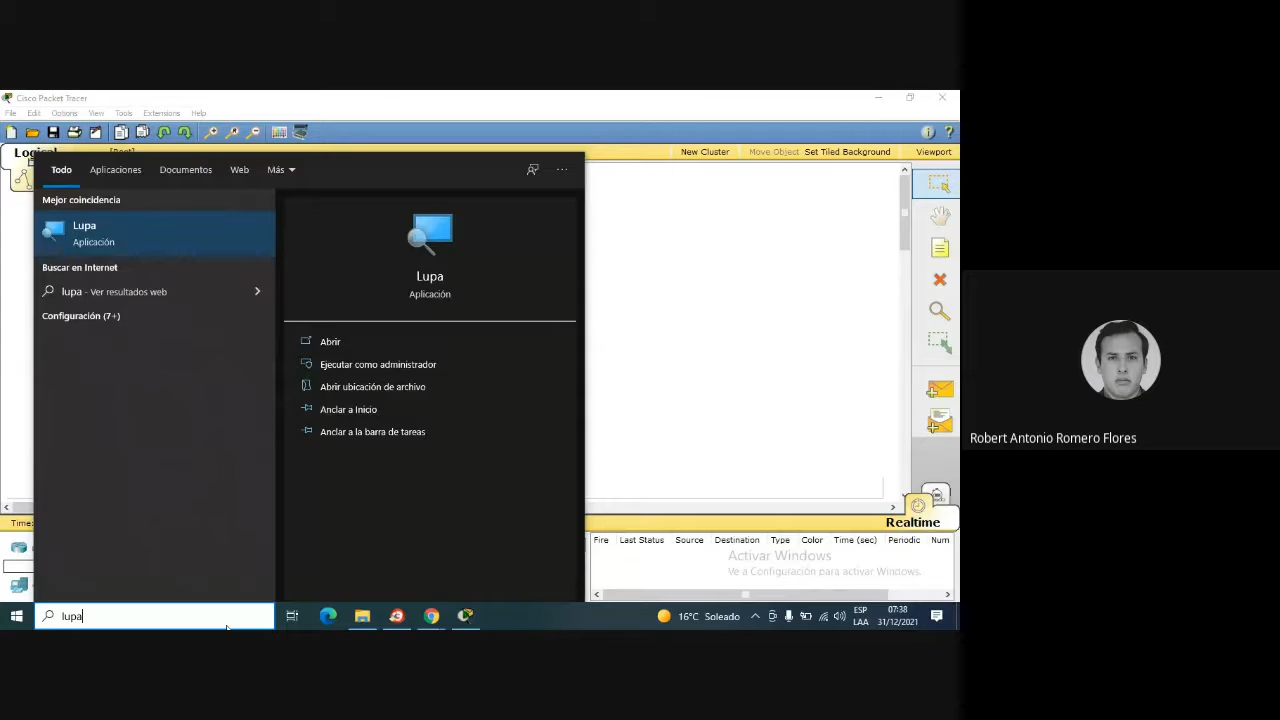 Cisco Packet Tracer
File Edit Options View Tools Extensions Help
New Cluster Move Object Set Tiled Background Viewport
Todo Aplicaciones Documentos Web Más
Mejor coincidencia
Lupa
Aplicación
Buscar en Internet
lupa - Ver resultados web
Configuración (7+)
Lupa
Aplicación
Abrir
Ejecutar como administrador
Abrir ubicación de archivo
Anclar a Inicio
Anclar a la barra de tareas
Realtime
Time:
Fire Last Status Source Destination Type Color Time (sec) Periodic Num
Activar Windows
Ve a Configuración para activar Windows.
lupa
16°C Soleado
ESP
LAA
07:38
31/12/2021
Robert Antonio Romero Flores